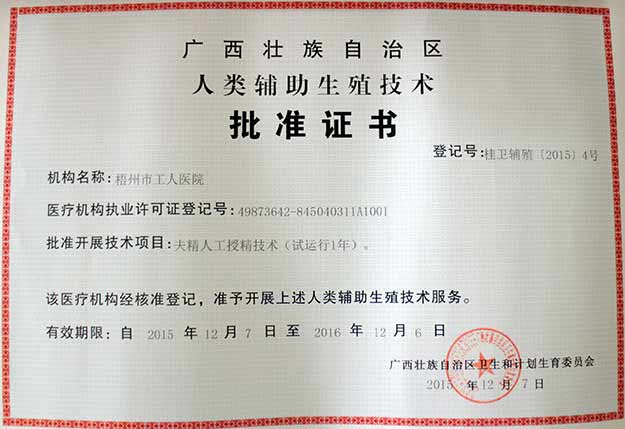 广西壮族自治区
人类辅助生殖技术
批准证书
登记号:桂卫辅殖〔2015〕4号
机构名称:梧州市工人医院
医疗机构执业许可证登记号:49873642-845040311A1001
批准开展技术项目:夫精人工授精技术(试运行1年)。
该医疗机构经核准登记,准予开展上述人类辅助生殖技术服务。
有效期限:自 2015 年 12 月 7 日 至 2016 年 12 月 6 日
广西壮族自治区卫生和计划生育委员会
2015 年 12 月 7 日